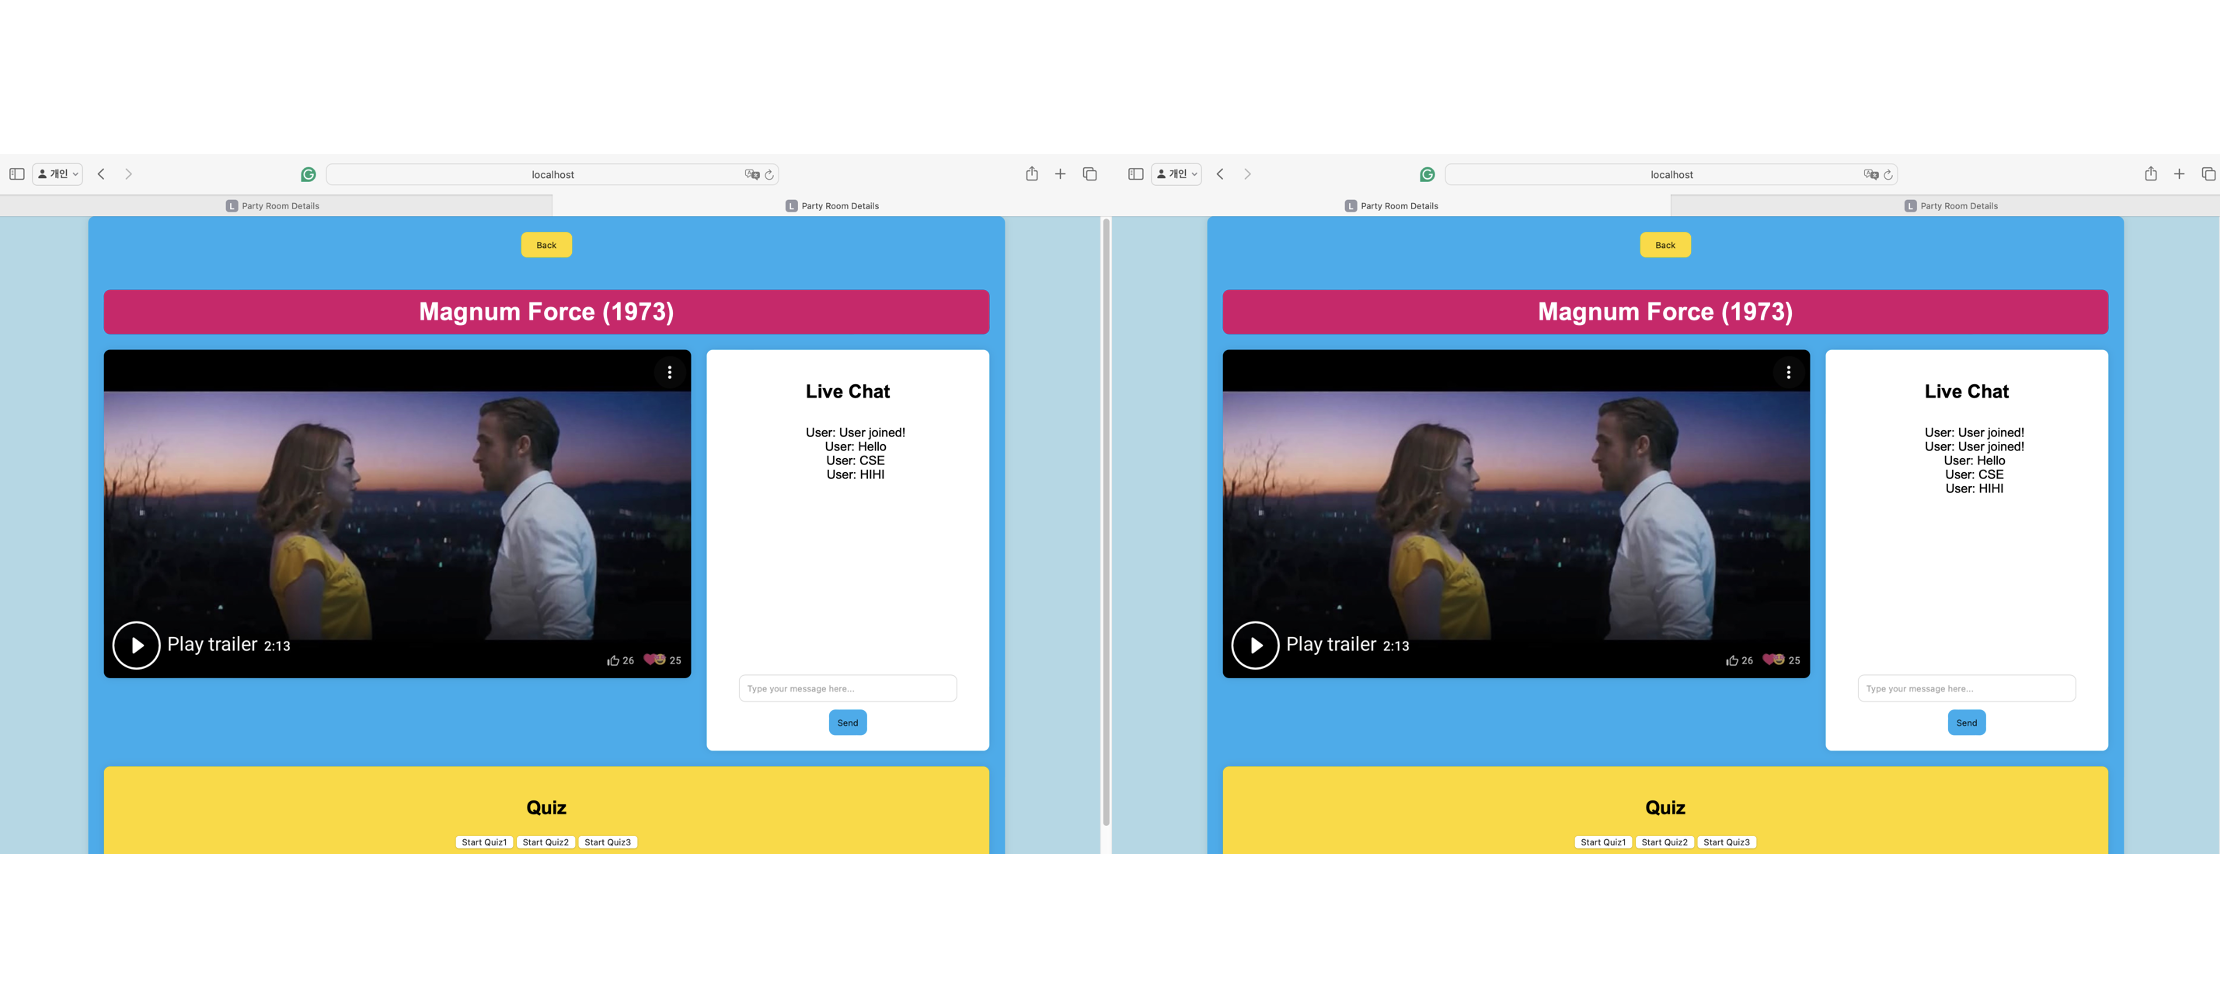 개인
localhost
Party Room Details
Party Room Details
Back
Magnum Force (1973)
Play trailer 2:13
26
25
Live Chat
User: User joined!
User: Hello
User: CSE
User: HIHI
Type your message here...
Send
Quiz
Start Quiz1 Start Quiz2 Start Quiz3
개인
localhost
L Party Room Details
L Party Room Details
Back
Magnum Force (1973)
Play trailer 2:13
26
25
Live Chat
User: User joined!
User: User joined!
User: Hello
User: CSE
User: HIHI
Type your message here...
Send
Quiz
Start Quiz1 Start Quiz2 Start Quiz3